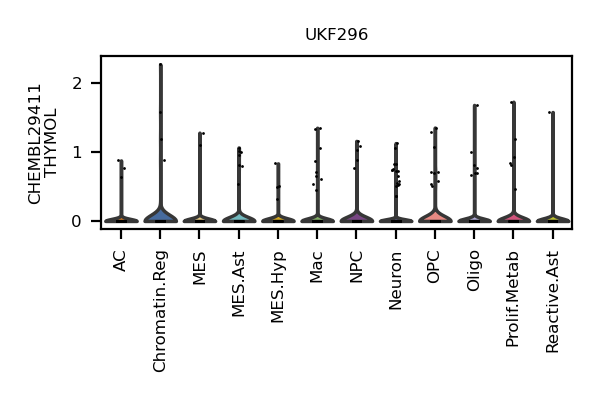 UKF296
CHEMBL29411
THYMOL
2
1
0
AC
Chromatin.Reg
MES
MES.Ast
MES.Hyp
Mac
NPC
Neuron
OPC
Oligo
Prolif.Metab
Reactive.Ast